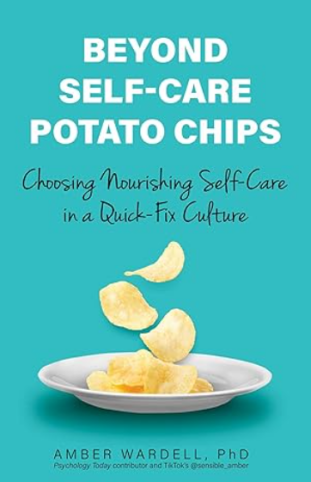 BEYOND
SELF-CARE
POTATO CHIPS
Choosing Nourishing Self-Care
in a Quick-Fix Culture
AMBER WARDELL, PhD
Psychology Today contributor and TikTok's @sensible_amber